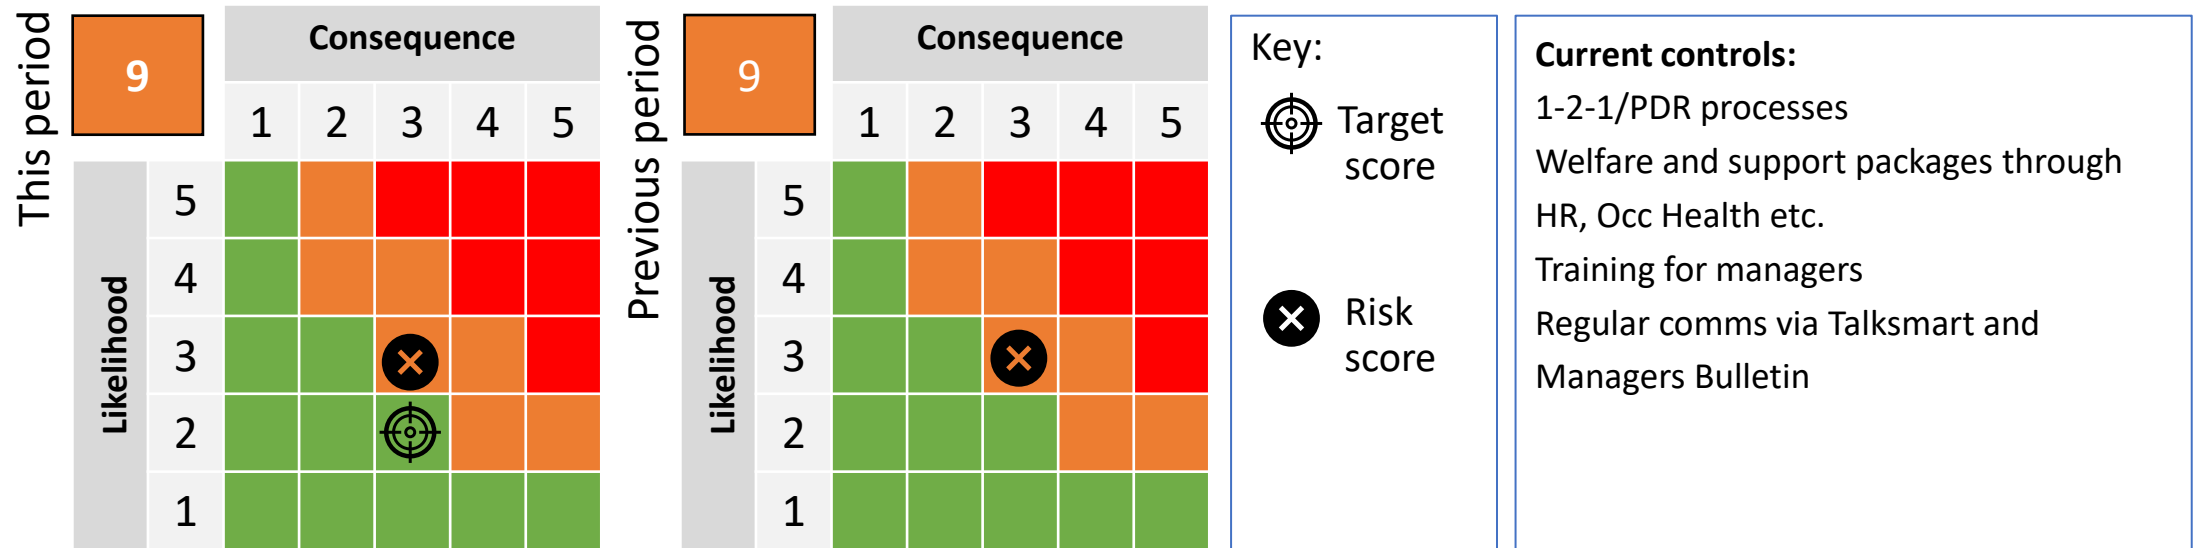 This period
9
Consequence
1 2 3 4 5
Likelihood
5
4
3
2
1
Previous period
9
Consequence
1 2 3 4 5
Likelihood
5
4
3
2
1
Key:
Target
score
Risk
score
Current controls:
1-2-1/PDR processes
Welfare and support packages through
HR, Occ Health etc.
Training for managers
Regular comms via Talksmart and
Managers Bulletin